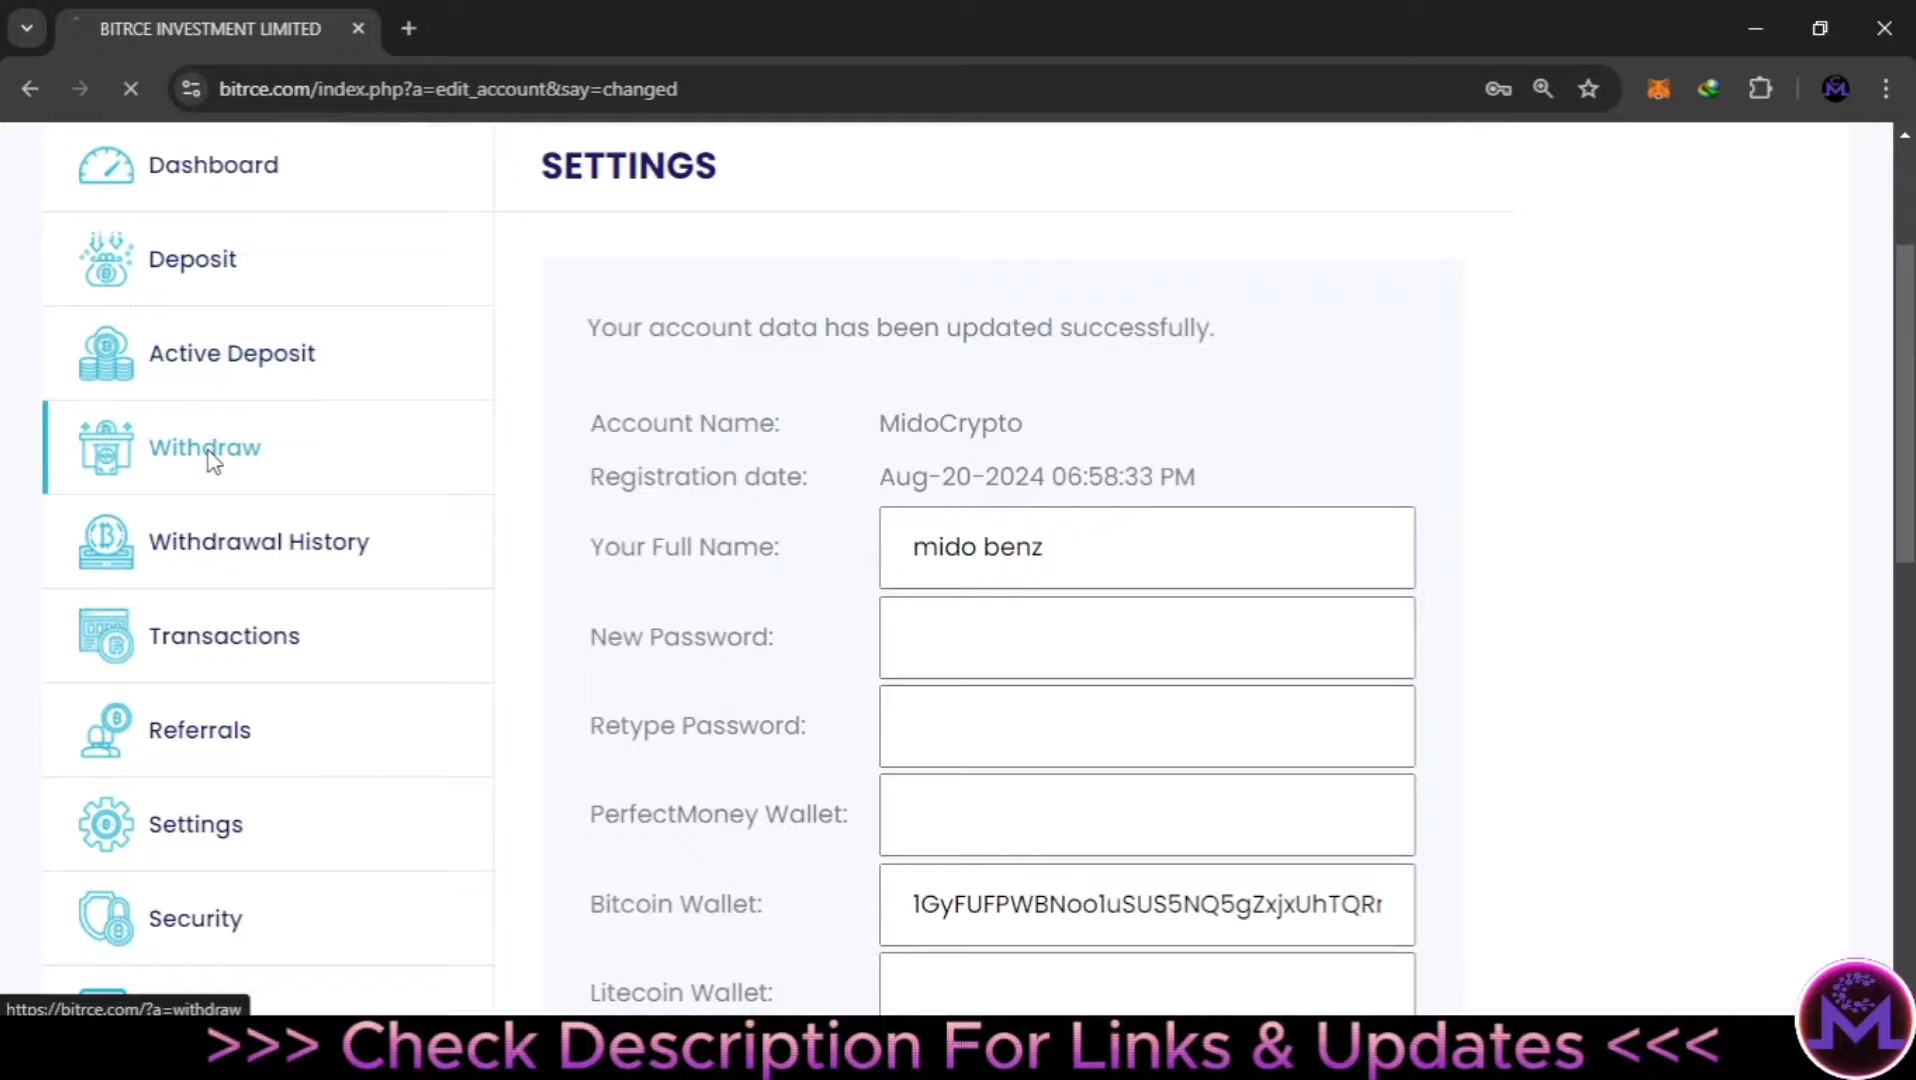 BITRCE INVESTMENT LIMITED
bitrce.com/index.php?a=edit_account&say=changed
Dashboard
Deposit
Active Deposit
Withdraw
Withdrawal History
Transactions
Referrals
Settings
Security
SETTINGS
Your account data has been updated successfully.
Account Name: MidoCrypto
Registration date: Aug-20-2024 06:58:33 PM
Your Full Name: mido benz
New Password:
Retype Password:
PerfectMoney Wallet:
Bitcoin Wallet: 1GyFUFPWBNoo1uSUS5NQ5gZxjxUhTQRr
Litecoin Wallet:
https://bitrce.com/?a=withdraw
>>> Check Description For Links & Updates <<<